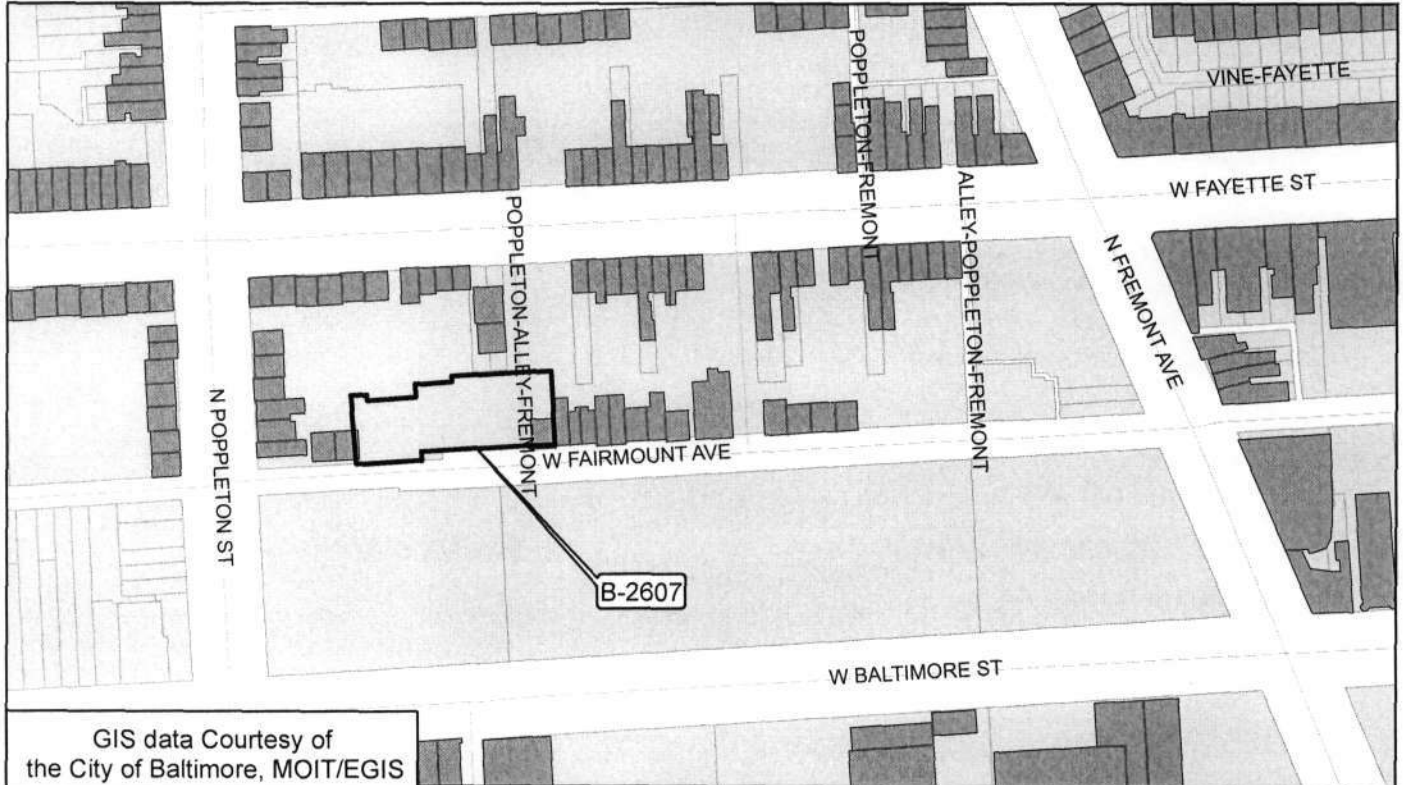 VINE-FAYETTE
POPPLETON-FREMONT
W FAYETTE ST
ALLEY-POPPLETON-FREMONT
POPPLETON-ALLEY-FREMONT
N FREMONT AVE
N POPPLETON ST
W FAIRMOUNT AVE
B-2607
W BALTIMORE ST
GIS data Courtesy of
the City of Baltimore, MOIT/EGIS